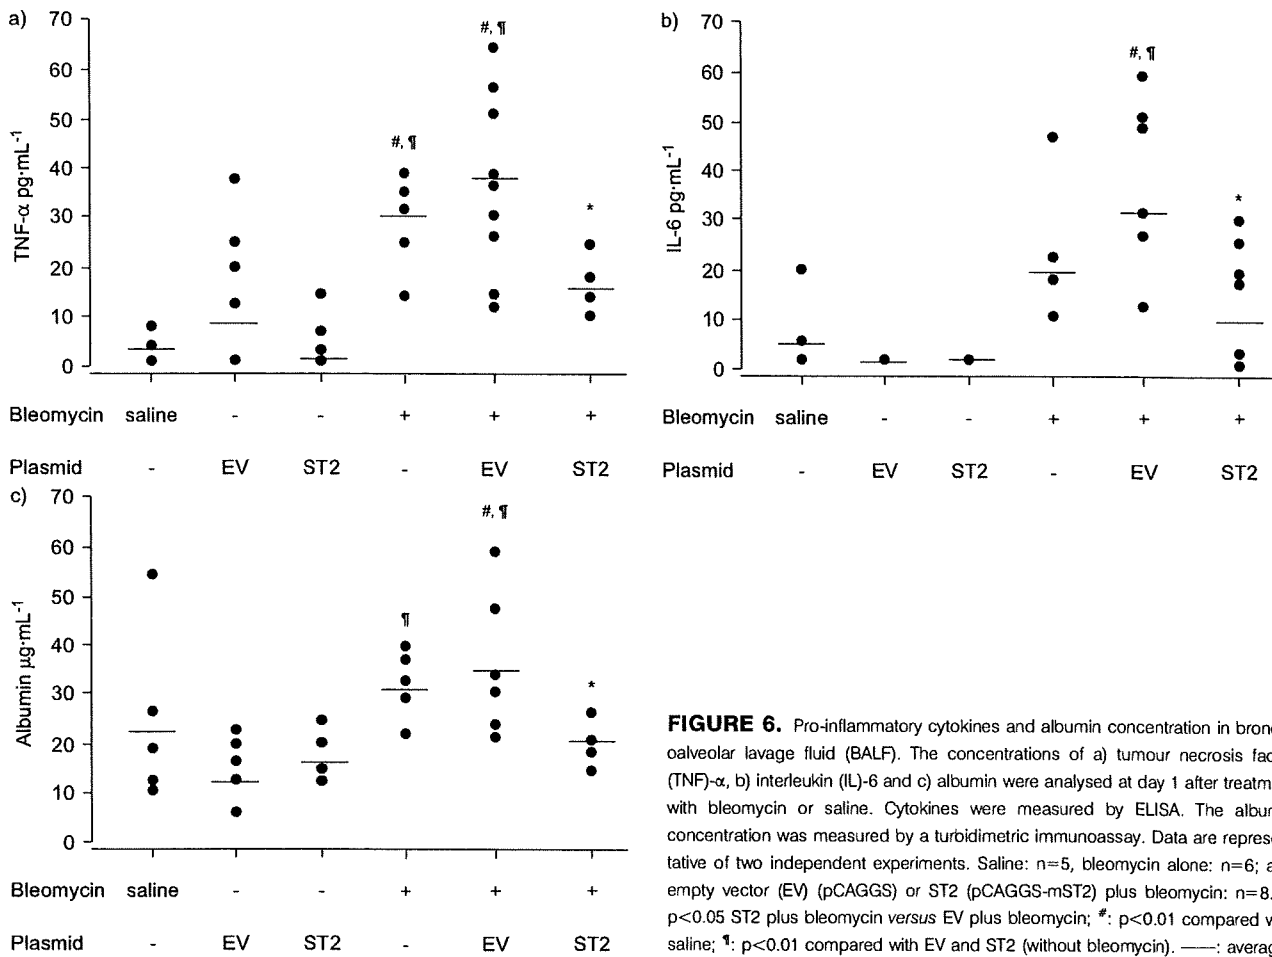 a)
TNF-α pg·mL-1
70
60
50
40
30
20
10
0
#, ¶
#, ¶
*
Bleomycin saline - - + + +
Plasmid - EV ST2 - EV ST2
b)
IL-6 pg·mL-1
70
60
50
40
30
20
10
0
#, ¶
*
Bleomycin saline - - + + +
Plasmid - EV ST2 - EV ST2
c)
Albumin µg·mL-1
70
60
50
40
30
20
10
0
¶
#, ¶
*
Bleomycin saline - - + + +
Plasmid - EV ST2 - EV ST2
FIGURE 6. Pro-inflammatory cytokines and albumin concentration in
oalveolar lavage fluid (BALF). The concentrations of a) tumour necrosis
(TNF)-α, b) interleukin (IL)-6 and c) albumin were analysed at day 1 after
with bleomycin or saline. Cytokines were measured by ELISA. The
concentration was measured by a turbidimetric immunoassay. Data are
tative of two independent experiments. Saline: n=5, bleomycin alone: n=6;
empty vector (EV) (pCAGGS) or ST2 (pCAGGS-mST2) plus bleomycin: n=8.
p<0.05 ST2 plus bleomycin versus EV plus bleomycin; #: p<0.01 compared
saline; ¶: p<0.01 compared with EV and ST2 (without bleomycin). ——: